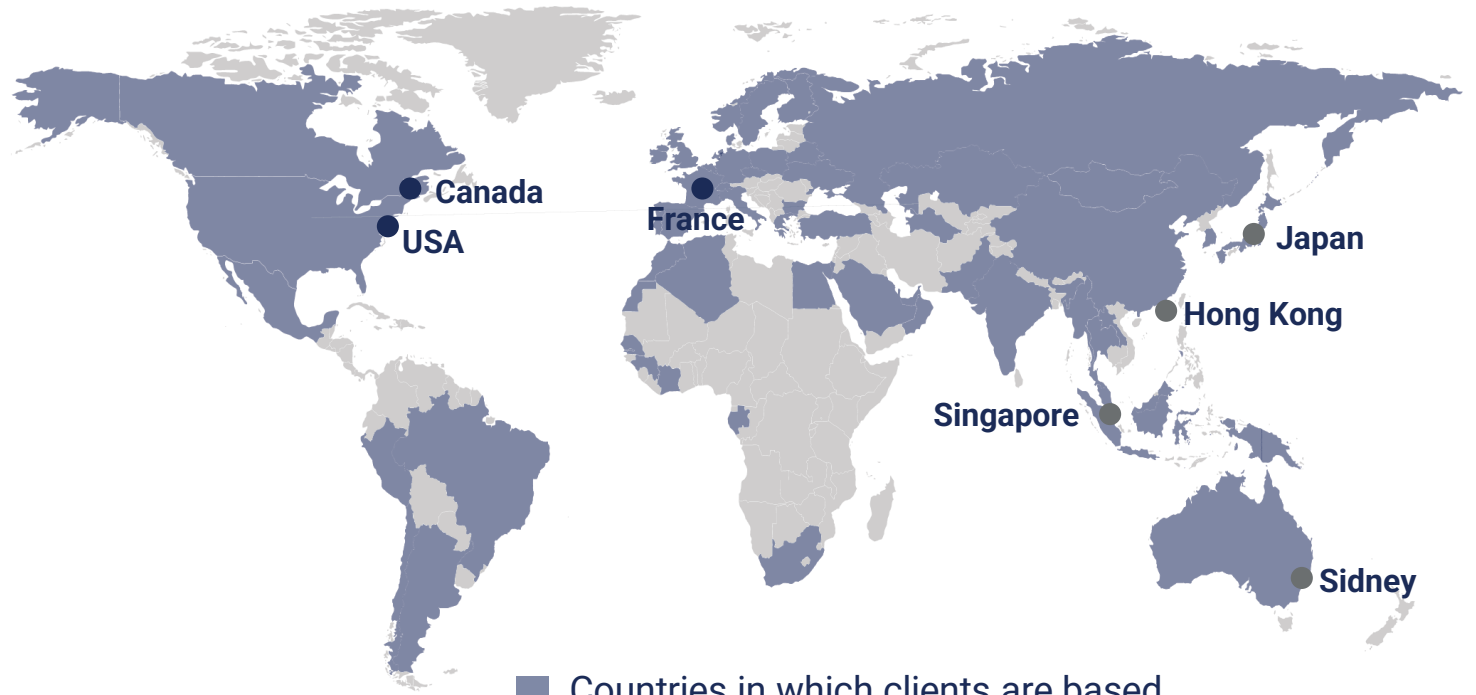 Canada
USA
France
Japan
Hong Kong
Singapore
Sidney
Countries in which clients are based